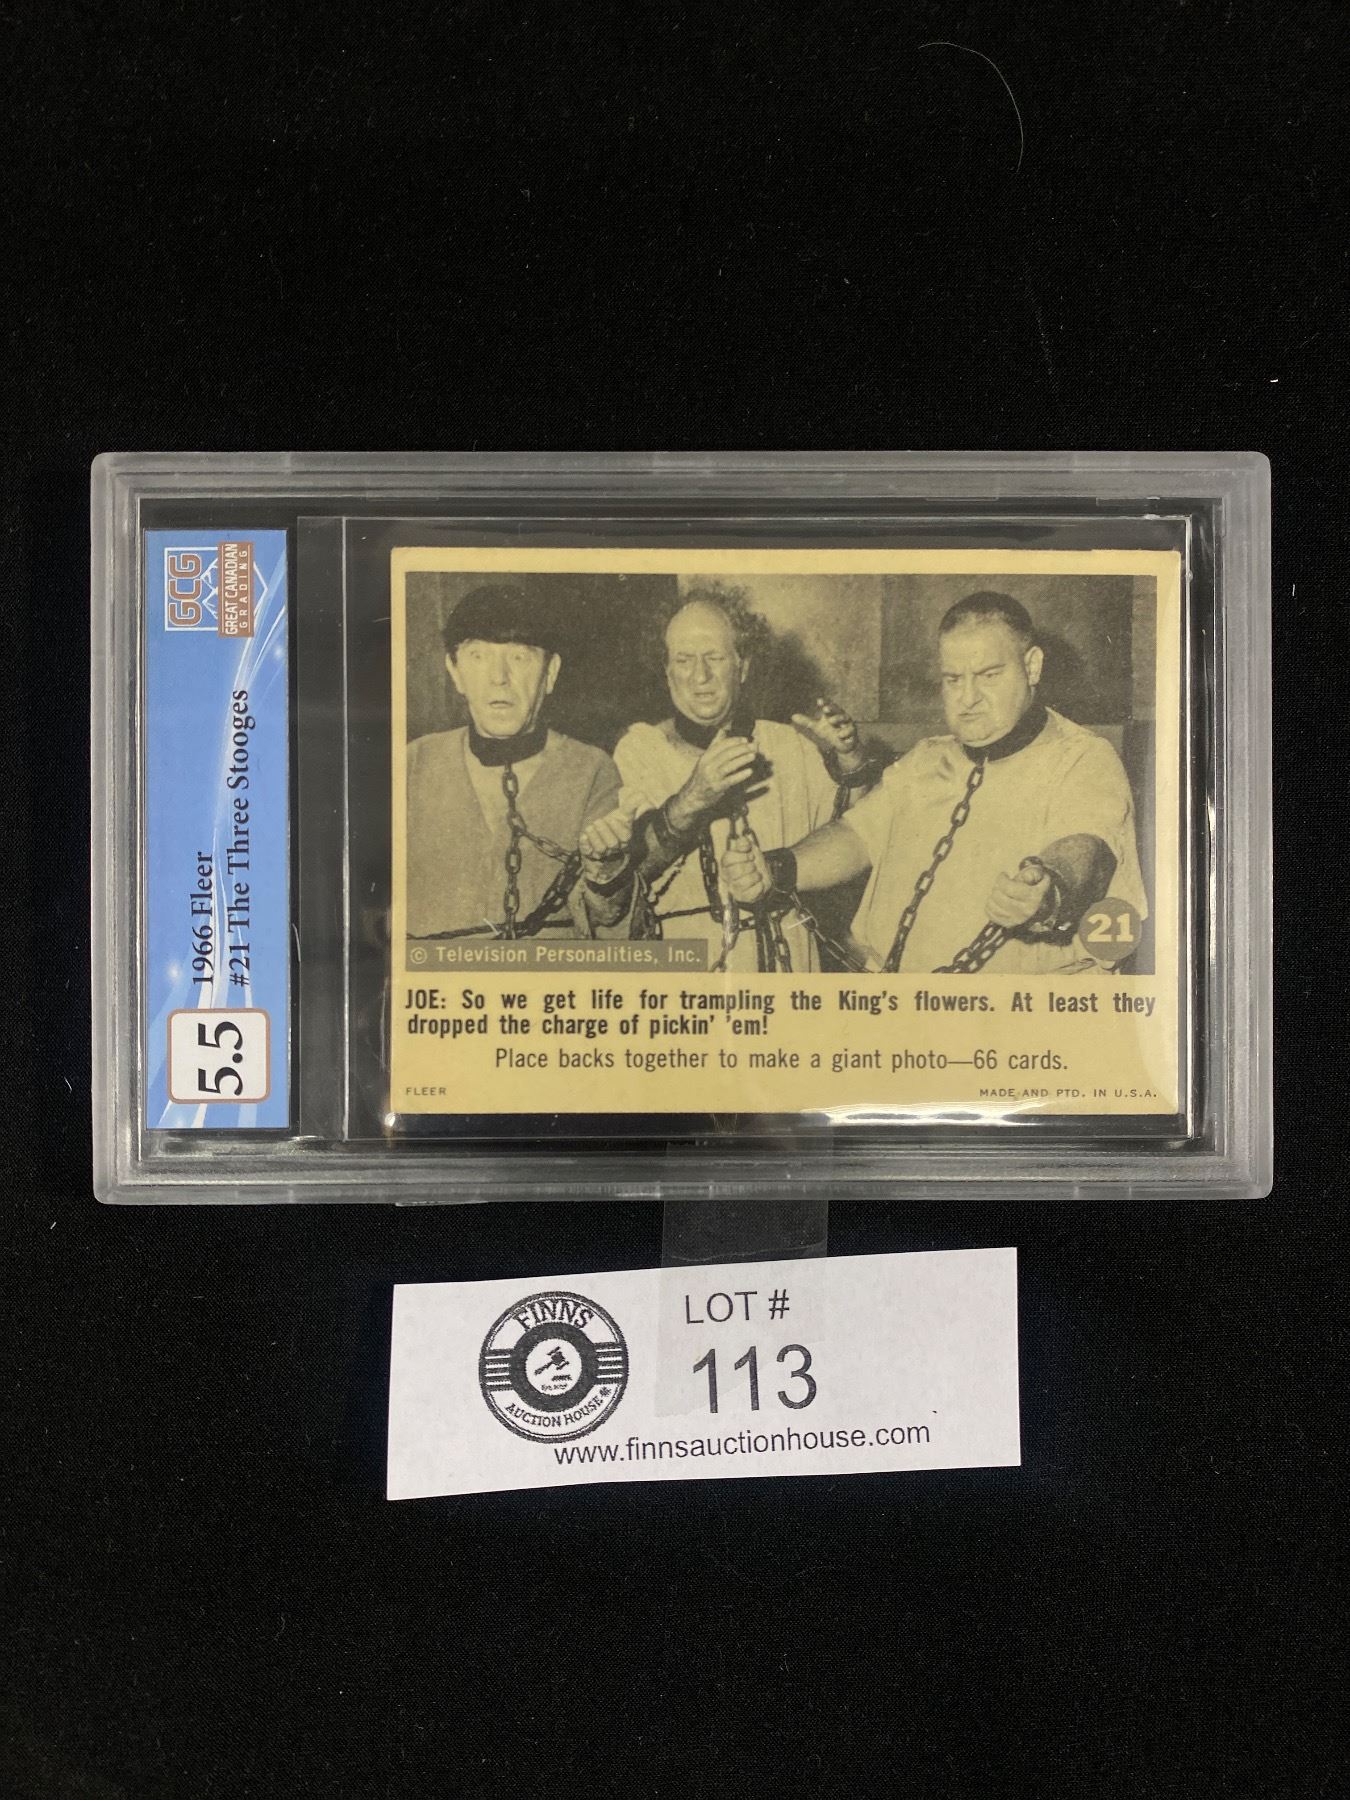 GCG
GREAT CANADIAN
GRADING
1966 Fleer
#21 The Three Stooges
5.5
21
© Television Personalities, Inc.
JOE: So we get life for trampling the King's flowers. At least they
dropped the charge of pickin' 'em!
Place backs together to make a giant photo—66 cards.
FLEER
MADE AND PTD. IN U.S.A.
FINNS
AUCTION HOUSE
LOT #
113
www.finnsauctionhouse.com